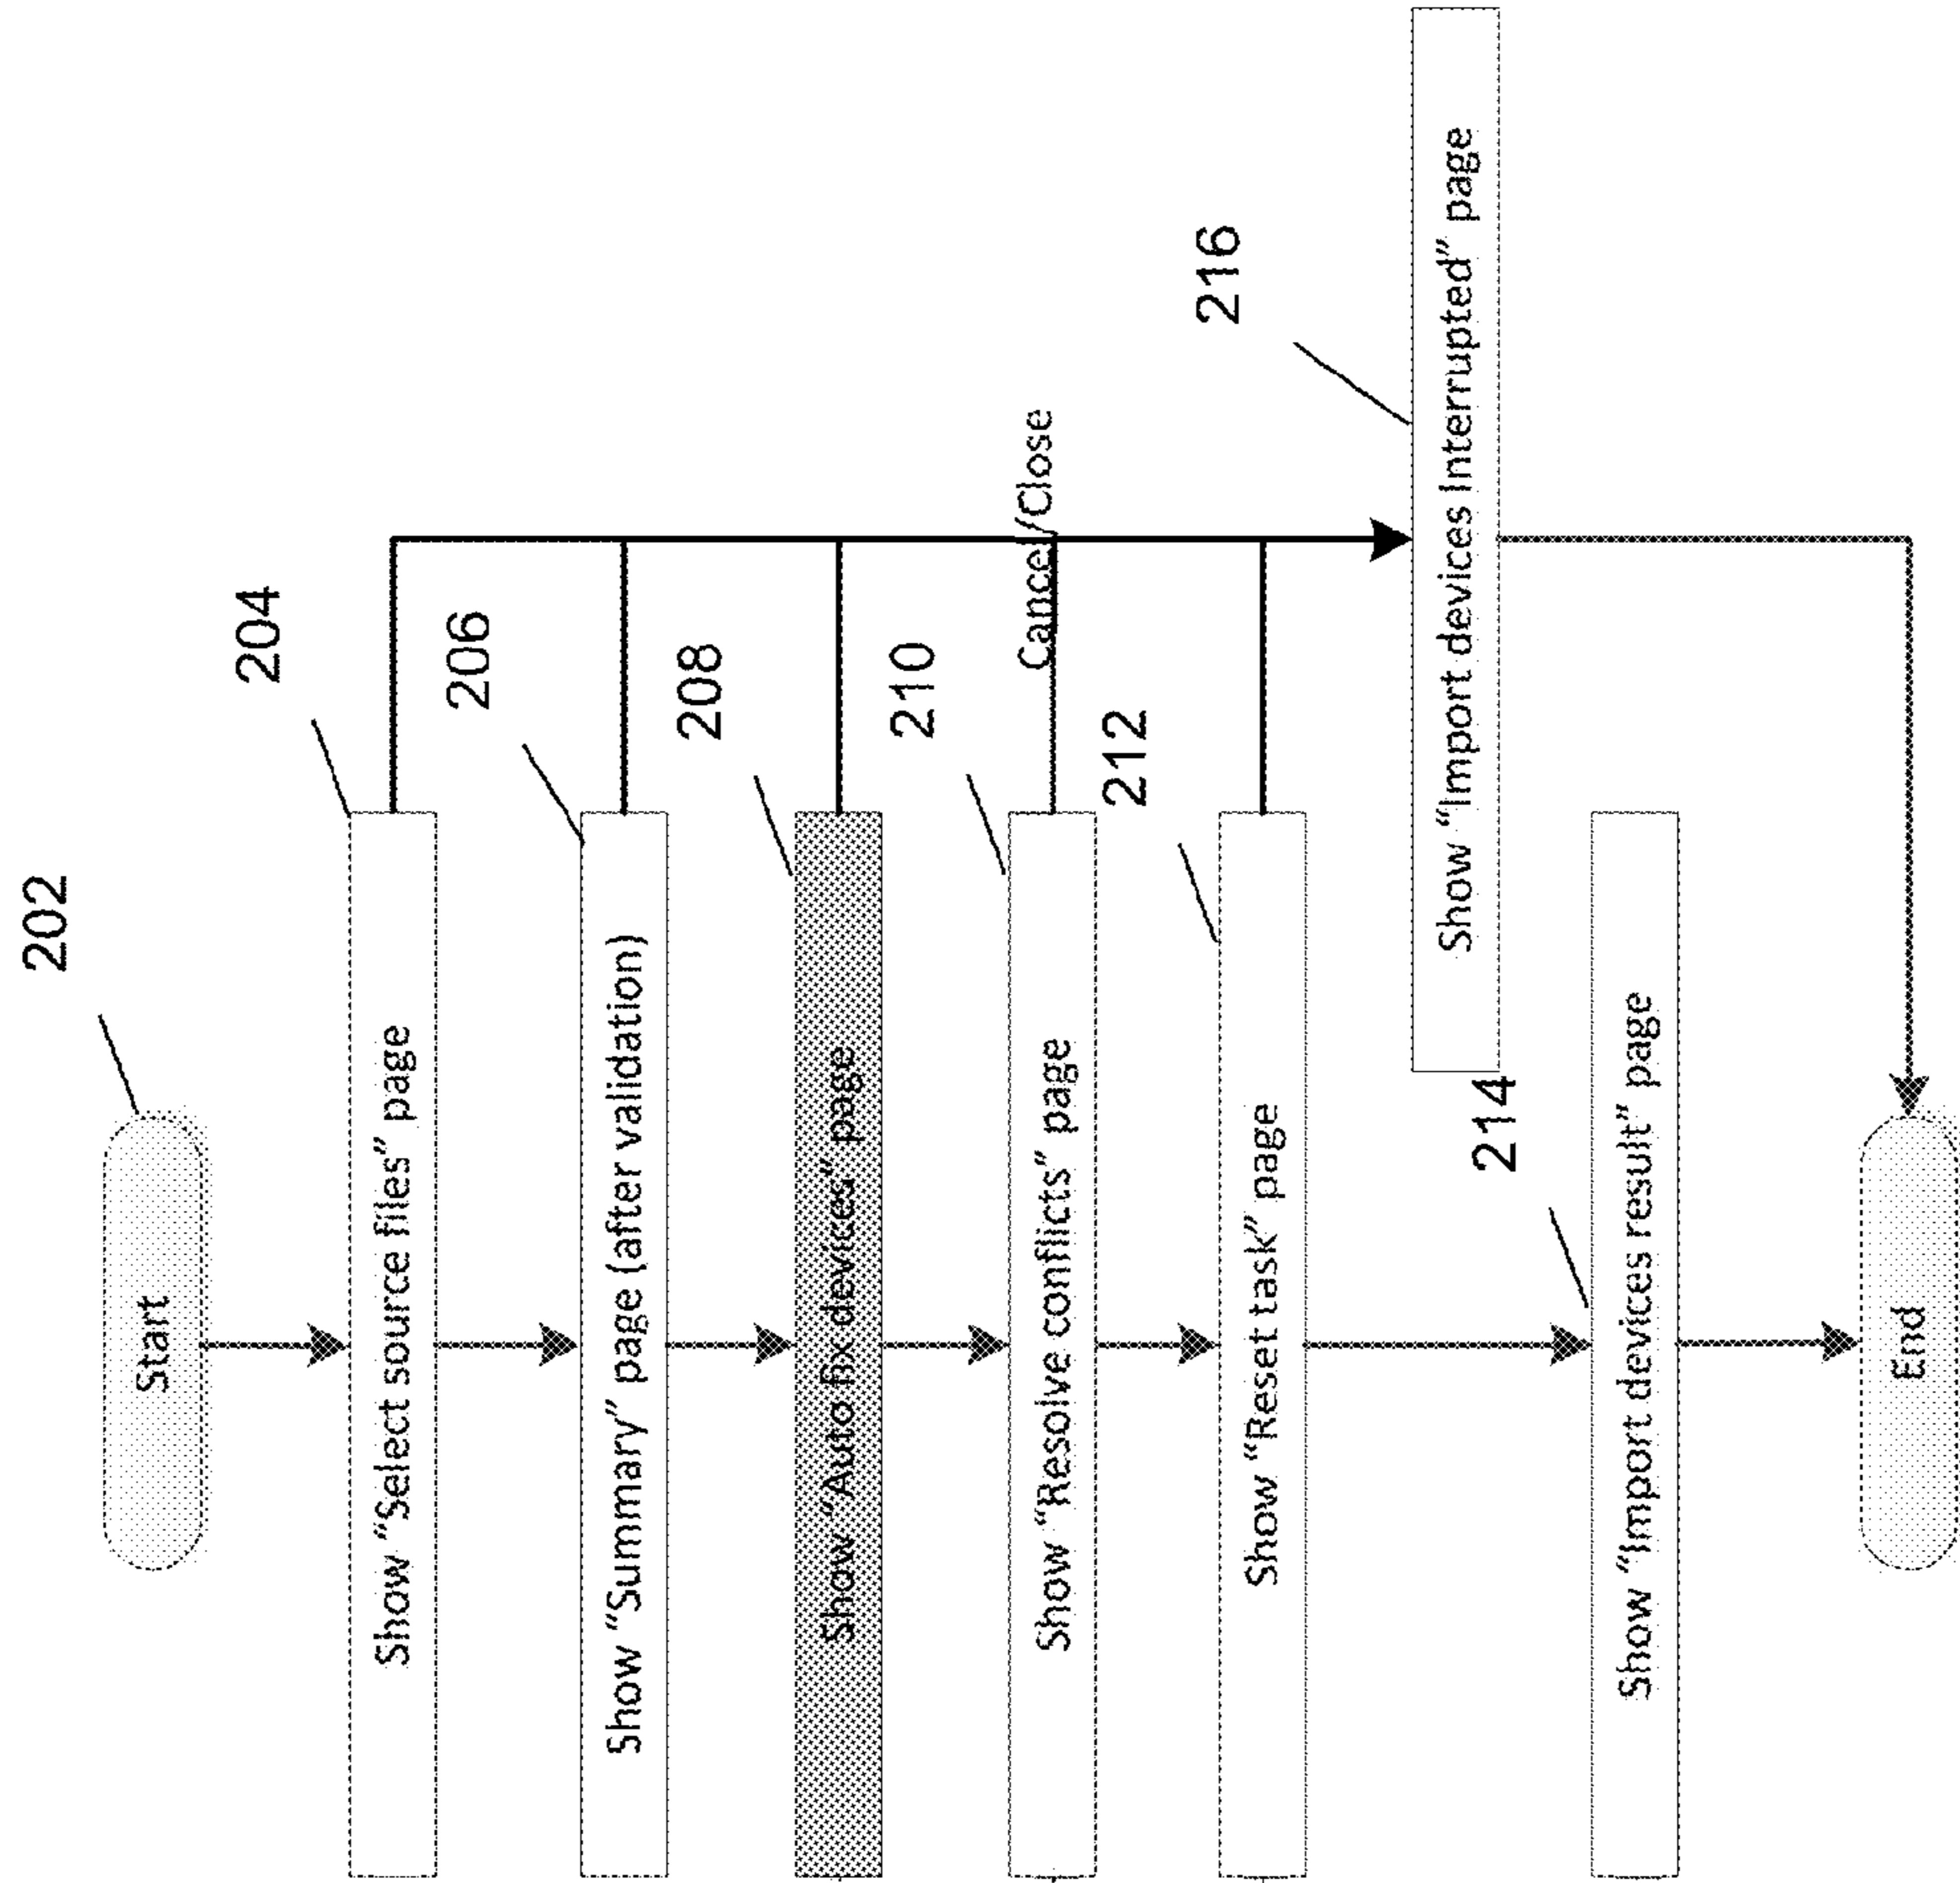 202
Start
204
Show “Select source files” page
206
Show “Summary” page (after validation)
208
Show “Auto fix devices” page
210
Show “Resolve conflicts” page
Cancel/Close
212
Show “Reset task” page
216
Show “Import devices Interrupted” page
214
Show “Import devices result” page
End